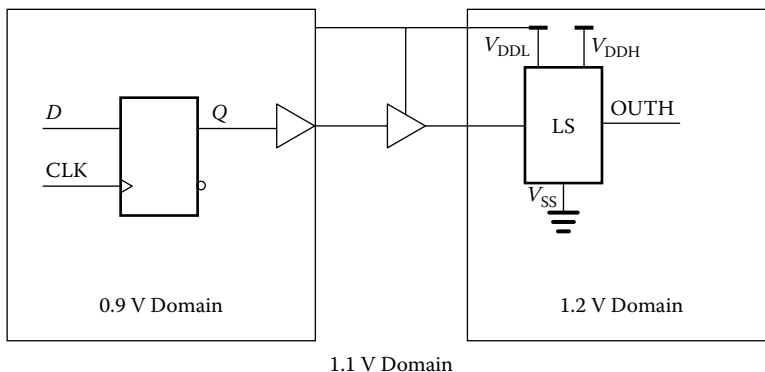 V_DDL
V_DDH
D
Q
LS
OUTH
CLK
V_SS
0.9 V Domain
1.2 V Domain
1.1 V Domain